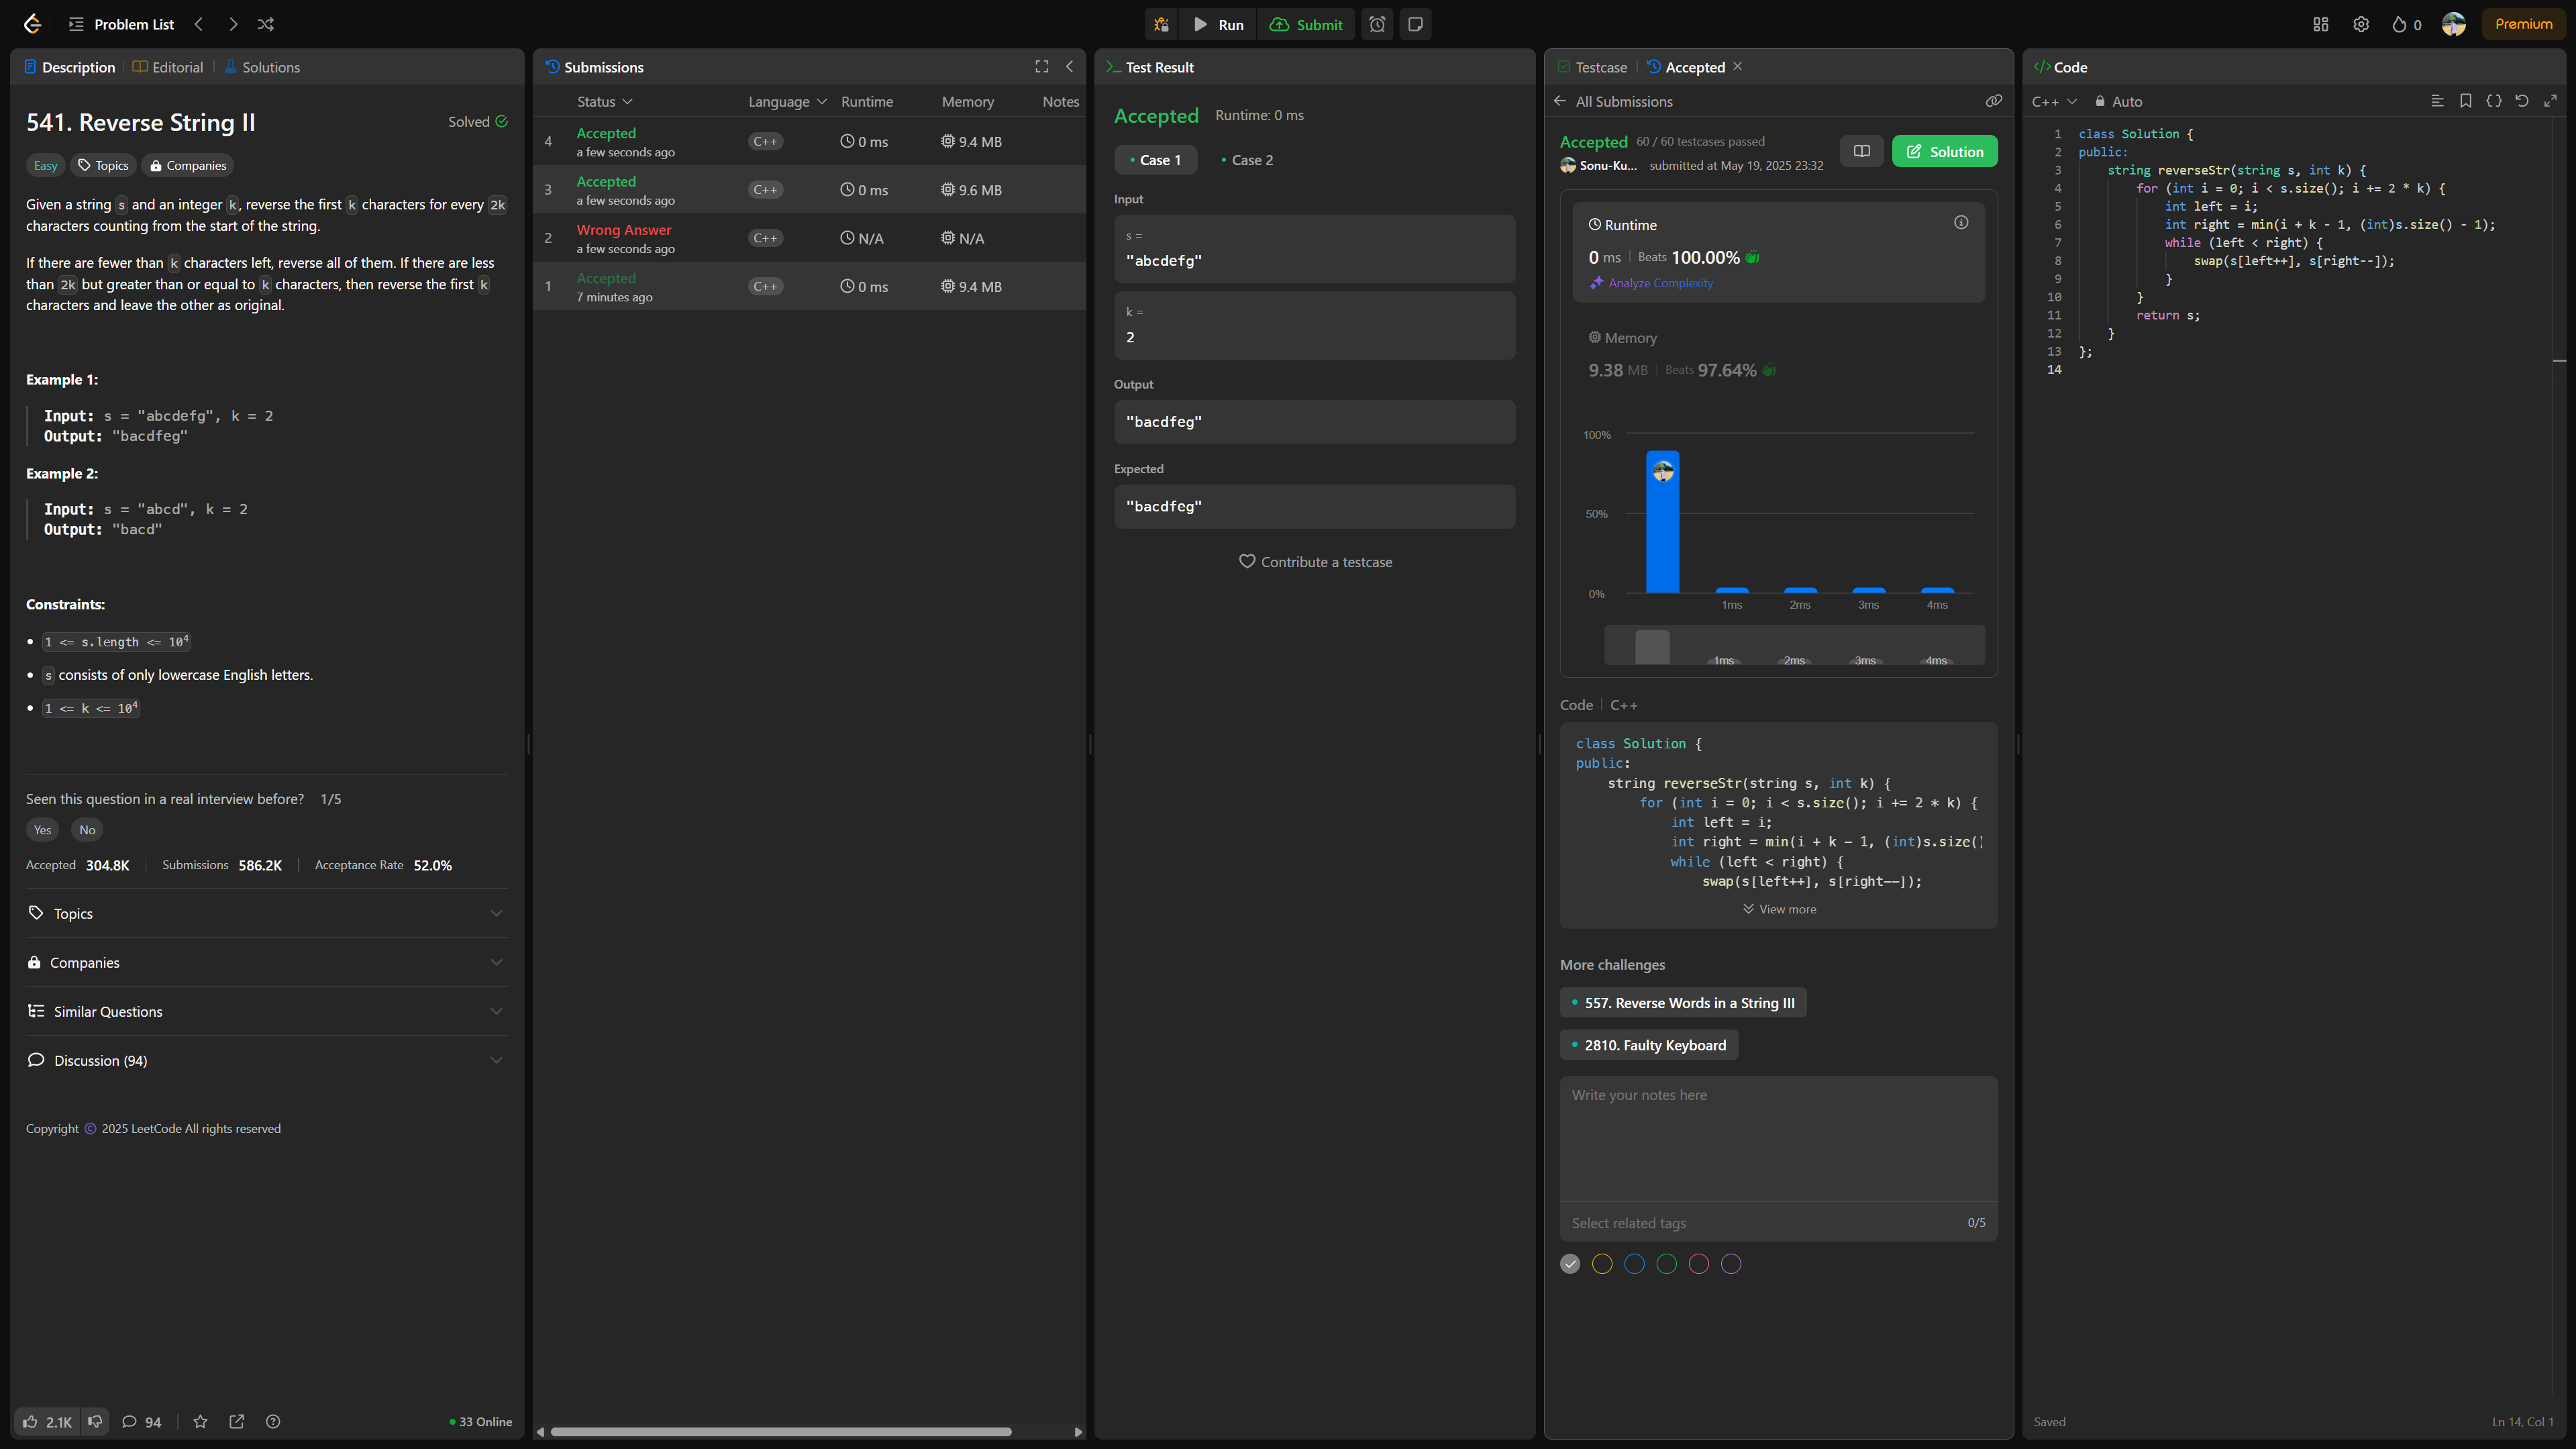 Problem List
Run
Submit
0
Premium
Description
Editorial
Solutions
541. Reverse String II
Solved
Easy
Topics
Companies
Given a string s and an integer k, reverse the first k characters for every 2k
characters counting from the start of the string.
If there are fewer than k characters left, reverse all of them. If there are less
than 2k but greater than or equal to k characters, then reverse the first k
characters and leave the other as original.
Example 1:
Input: s = "abcdefg", k = 2
Output: "bacdfeg"
Example 2:
Input: s = "abcd", k = 2
Output: "bacd"
Constraints:
1 <= s.length <= 10⁴
s consists of only lowercase English letters.
1 <= k <= 10⁴
Seen this question in a real interview before? 1/5
Yes
No
Accepted 304.8K
Submissions 586.2K
Acceptance Rate 52.0%
Topics
Companies
Similar Questions
Discussion (94)
Copyright © 2025 LeetCode All rights reserved
2.1K
94
33 Online
Submissions
Status
Language
Runtime
Memory
Notes
4 Accepted C++ 0 ms 9.4 MB
a few seconds ago
3 Accepted C++ 0 ms 9.6 MB
a few seconds ago
2 Wrong Answer C++ N/A N/A
a few seconds ago
1 Accepted C++ 0 ms 9.4 MB
7 minutes ago
Test Result
Accepted Runtime: 0 ms
Case 1
Case 2
Input
s =
"abcdefg"
k =
2
Output
"bacdfeg"
Expected
"bacdfeg"
Contribute a testcase
Testcase
Accepted
All Submissions
Accepted 60 / 60 testcases passed
Sonu-Ku... submitted at May 19, 2025 23:32
Solution
Runtime
0 ms Beats 100.00%
Analyze Complexity
Memory
9.38 MB Beats 97.64%
100%
50%
0%
1ms 2ms 3ms 4ms
1ms 2ms 3ms 4ms
Code C++
class Solution {
public:
    string reverseStr(string s, int k) {
        for (int i = 0; i < s.size(); i += 2 * k) {
            int left = i;
            int right = min(i + k - 1, (int)s.size()
            while (left < right) {
                swap(s[left++], s[right--]);
View more
More challenges
557. Reverse Words in a String III
2810. Faulty Keyboard
Write your notes here
Select related tags 0/5
Code
C++
Auto
1 class Solution {
2 public:
3     string reverseStr(string s, int k) {
4         for (int i = 0; i < s.size(); i += 2 * k) {
5             int left = i;
6             int right = min(i + k - 1, (int)s.size() - 1);
7             while (left < right) {
8                 swap(s[left++], s[right--]);
9             }
10         }
11         return s;
12     }
13 };
14
Saved
Ln 14, Col 1